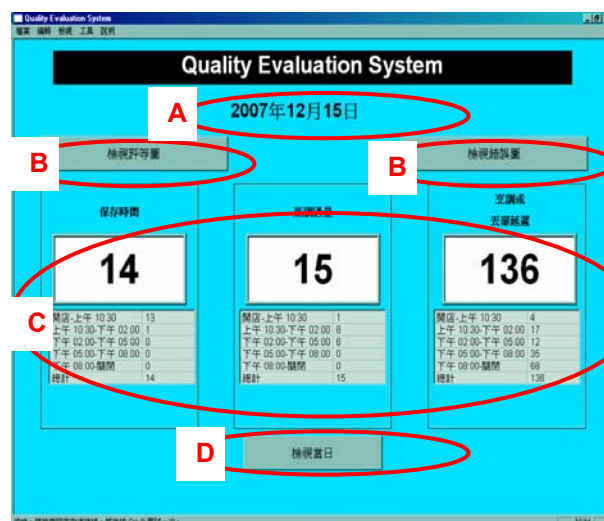 Quality Evaluation System
檔案 編輯 檢視 工具 說明
Quality Evaluation System
A
2007年12月15日
B
檢視評等圖
B
檢視錯誤圖
保存時間
烹調過量
烹調成
丟單延遲
14
15
136
C
開店-上午 10:30 13
上午 10:30-下午 02:00 1
下午 02:00-下午 05:00 0
下午 05:00-下午 08:00 0
下午 08:00-關閉 0
總計 14
開店-上午 10:30 1
上午 10:30-下午 02:00 8
下午 02:00-下午 05:00 6
下午 05:00-下午 08:00 0
下午 08:00-關閉 0
總計 15
開店-上午 10:30 4
上午 10:30-下午 02:00 17
下午 02:00-下午 05:00 12
下午 05:00-下午 08:00 35
下午 08:00-關閉 68
總計 136
D
檢視當日